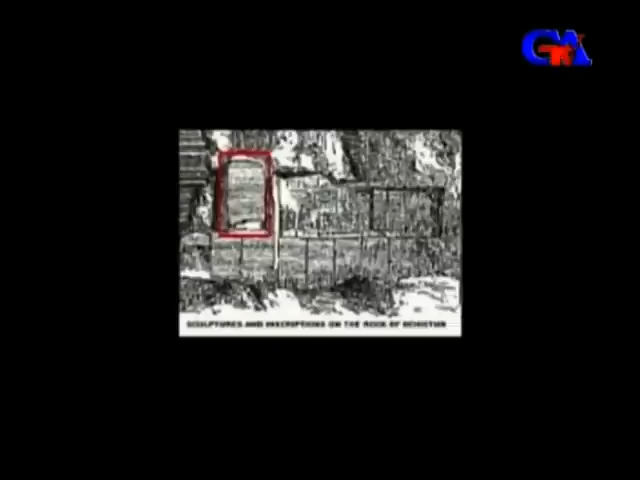 SCULPTURES AND INSCRIPTIONS ON THE ROCK OF BEHISTUN